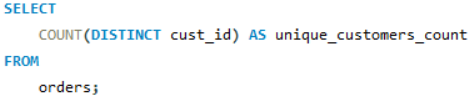 SELECT
    COUNT(DISTINCT cust_id) AS unique_customers_count
FROM
    orders;